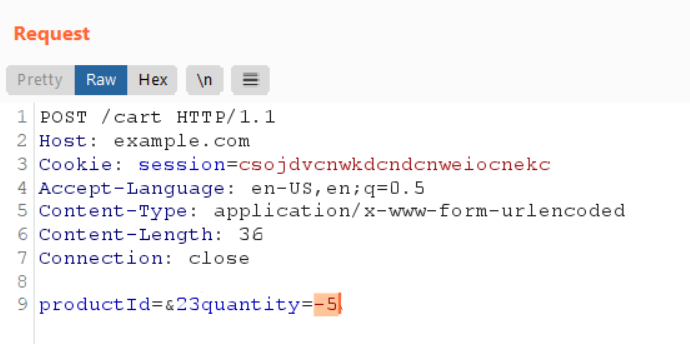 Request
Pretty Raw Hex \n
1 POST /cart HTTP/1.1
2 Host: example.com
3 Cookie: session=csojdvcnwkdcndcnweiocnekc
4 Accept-Language: en-US,en;q=0.5
5 Content-Type: application/x-www-form-urlencoded
6 Content-Length: 36
7 Connection: close
8
9 productId=&23quantity=-5